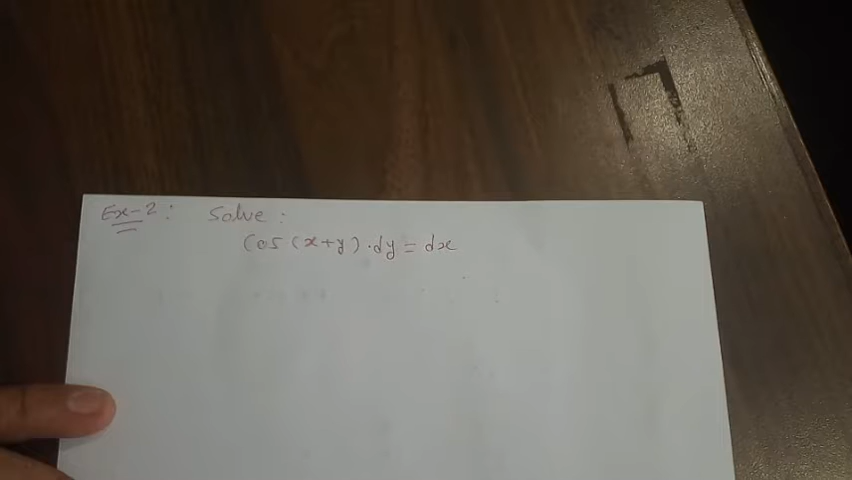 Ex-2: Solve:
Cos (x+y).dy = dx